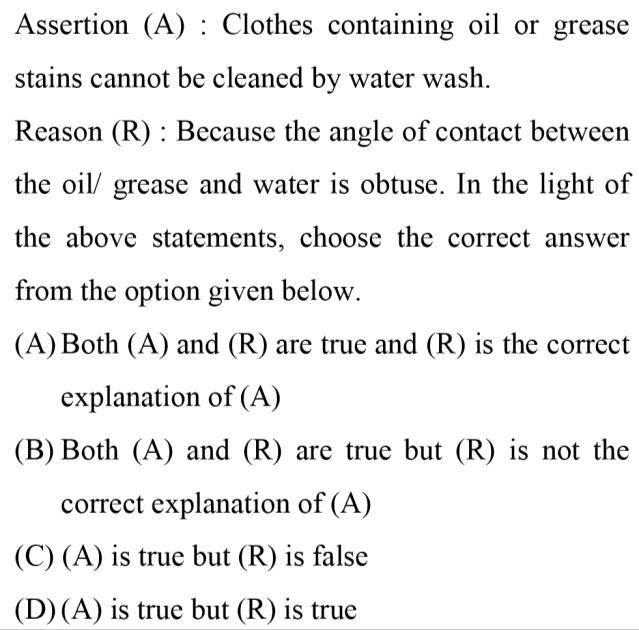 Assertion (A) : Clothes containing oil or grease
stains cannot be cleaned by water wash.
Reason (R) : Because the angle of contact between
the oil/ grease and water is obtuse. In the light of
the above statements, choose the correct answer
from the option given below.
(A) Both (A) and (R) are true and (R) is the correct
explanation of (A)
(B) Both (A) and (R) are true but (R) is not the
correct explanation of (A)
(C) (A) is true but (R) is false
(D) (A) is true but (R) is true